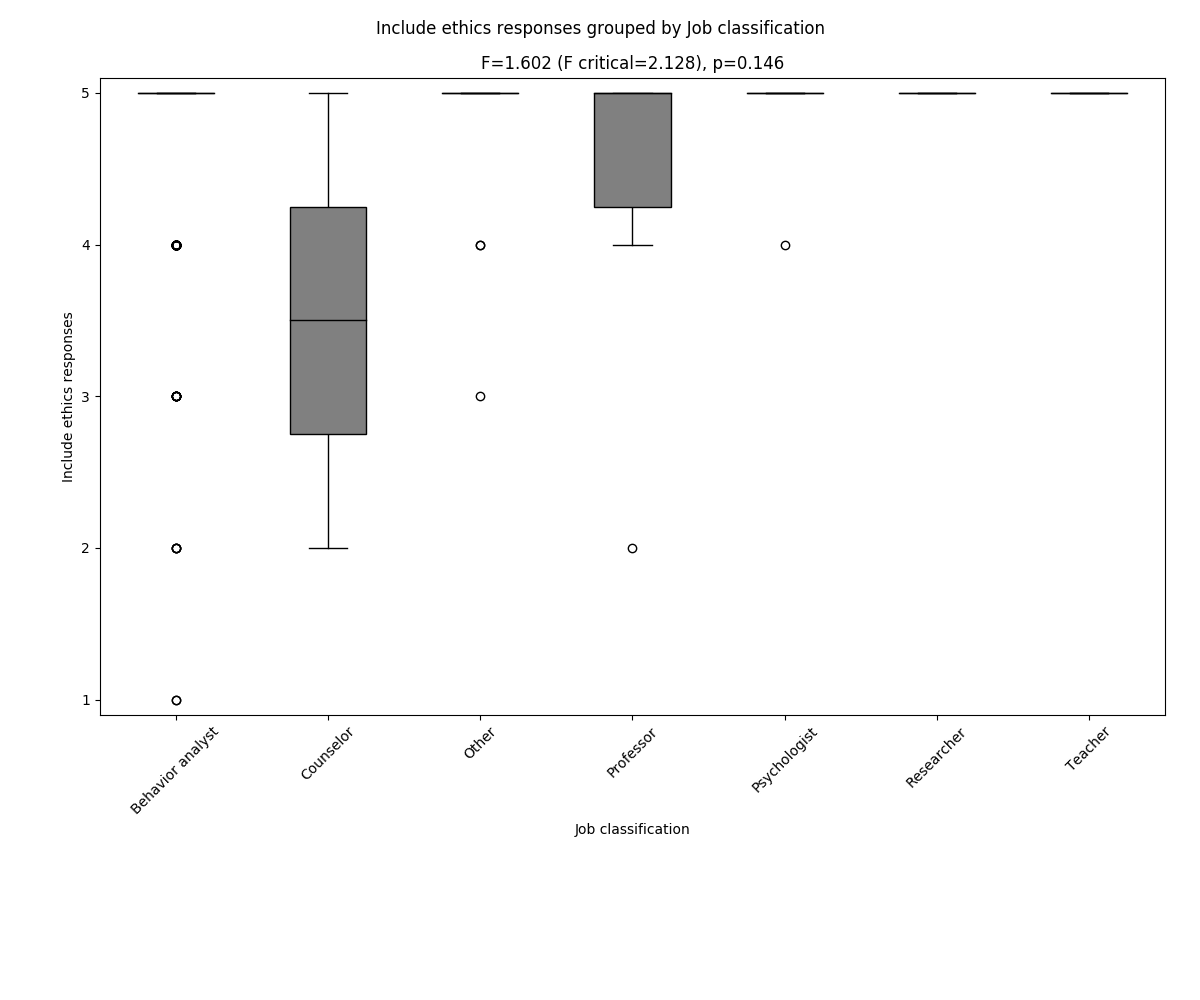 Include ethics responses grouped by Job classification
F=1.602 (F critical=2.128), p=0.146
5
4
3
2
1
Include ethics responses
Behavior analyst
Counselor
Other
Professor
Psychologist
Researcher
Teacher
Job classification